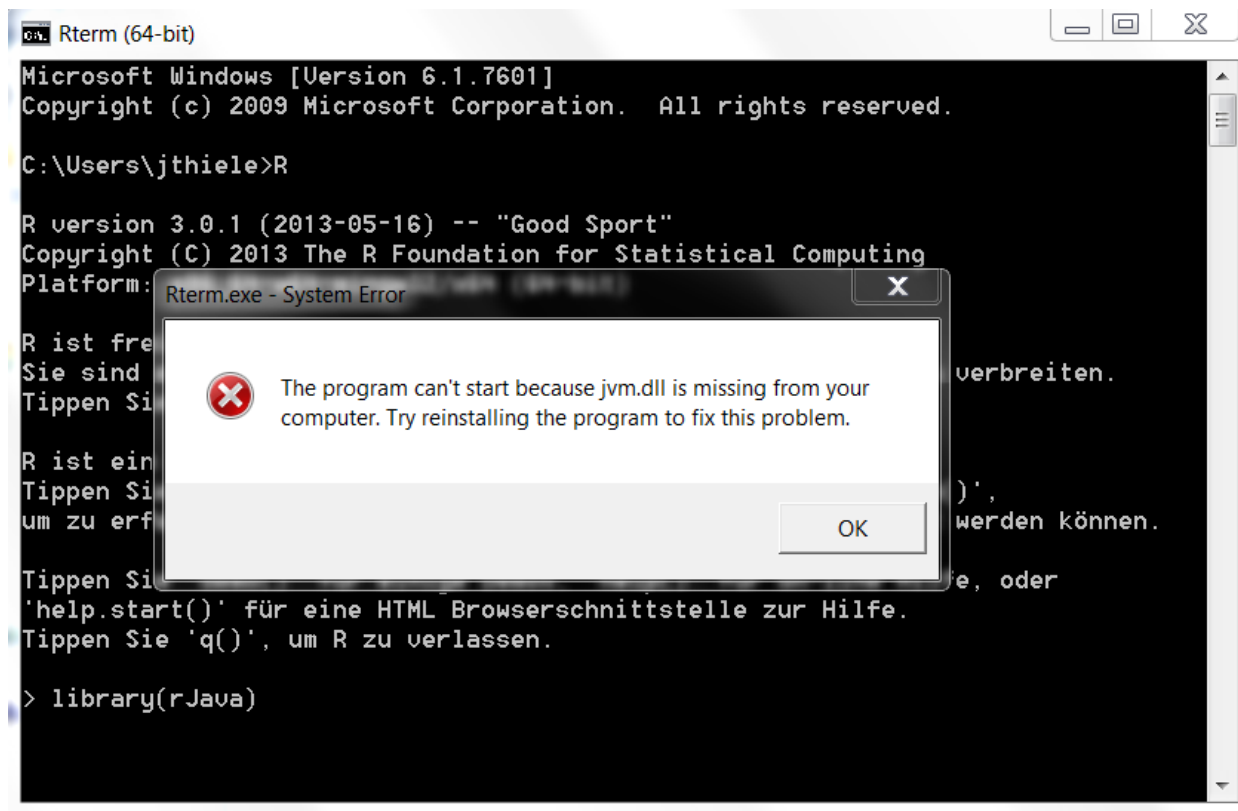 Rterm (64-bit)
Microsoft Windows [Version 6.1.7601]
Copyright (c) 2009 Microsoft Corporation.  All rights reserved.
C:\Users\jthiele>R
R version 3.0.1 (2013-05-16) -- "Good Sport"
Copyright (C) 2013 The R Foundation for Statistical Computing
Platform:
R ist fre
Sie sind verbreiten.
Tippen Si
R ist ein
Tippen Si )',
um zu erf werden können.
Tippen Si e, oder
'help.start()' für eine HTML Browserschnittstelle zur Hilfe.
Tippen Sie 'q()', um R zu verlassen.
> library(rJava)
Rterm.exe - System Error
The program can't start because jvm.dll is missing from your
computer. Try reinstalling the program to fix this problem.
OK